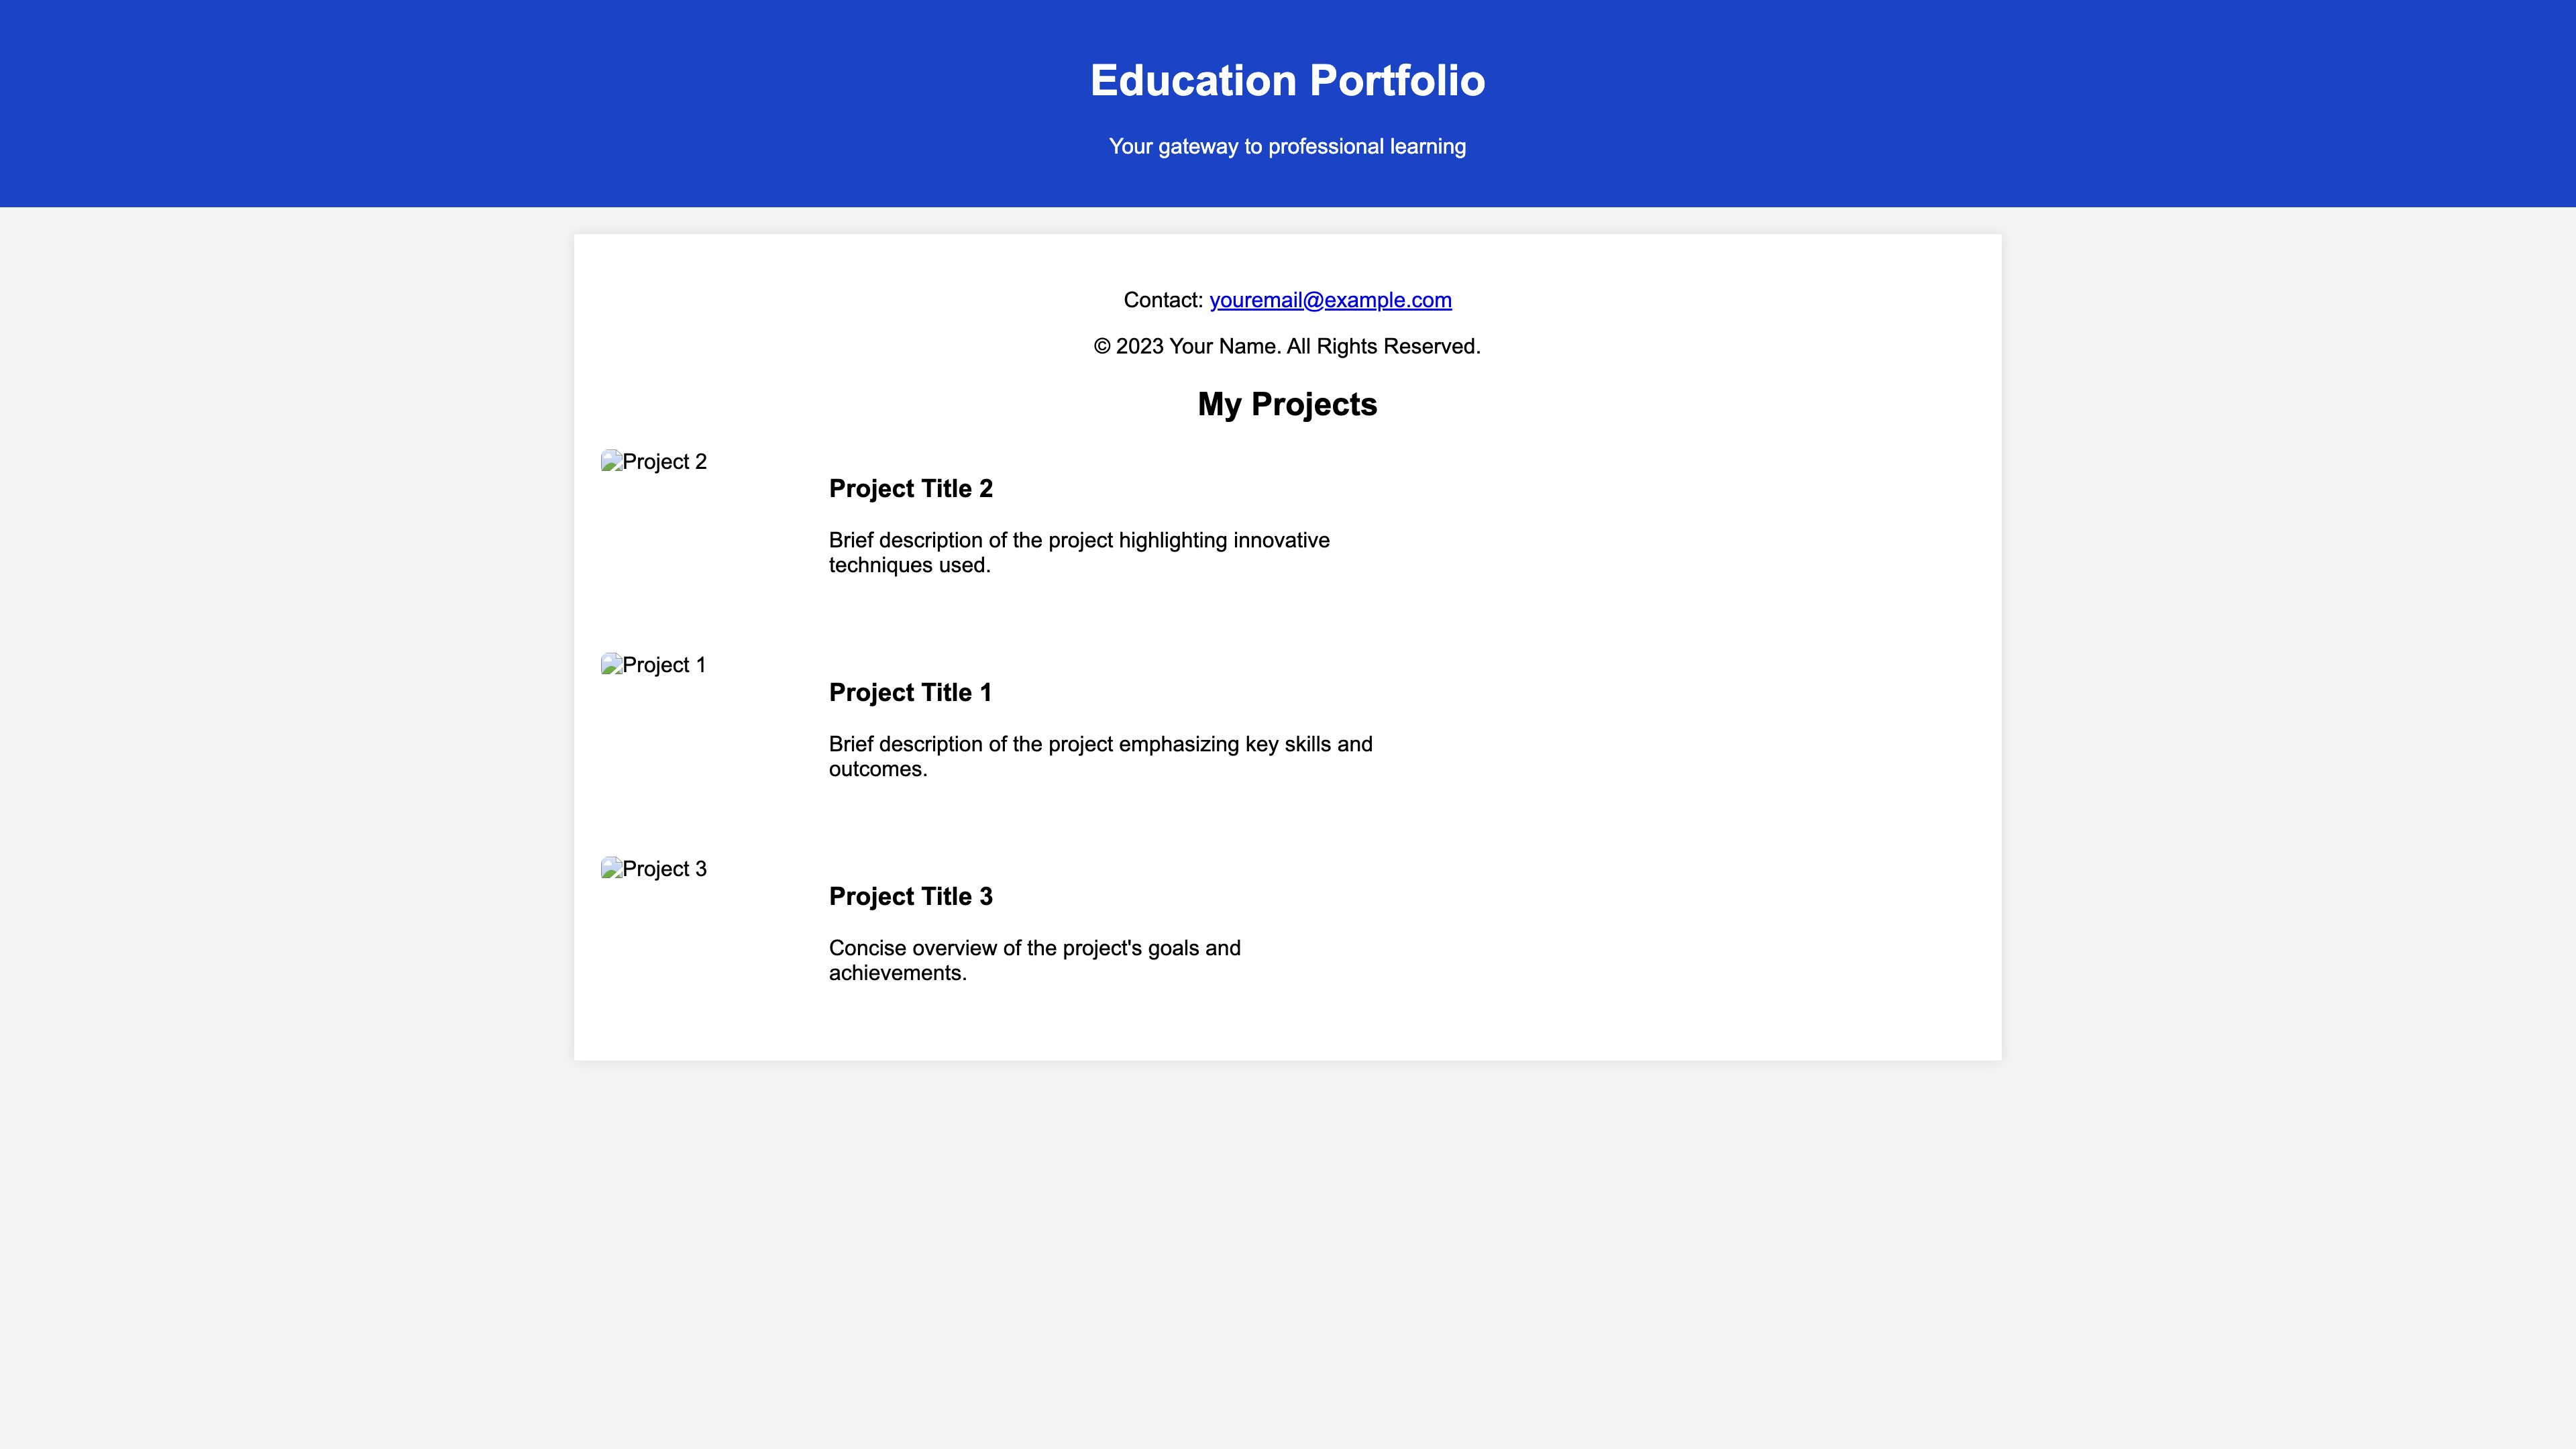 Education Portfolio
Your gateway to professional learning
Contact: youremail@example.com
© 2023 Your Name. All Rights Reserved.
My Projects
Project 2
Project Title 2
Brief description of the project highlighting innovative
techniques used.
Project 1
Project Title 1
Brief description of the project emphasizing key skills and
outcomes.
Project 3
Project Title 3
Concise overview of the project's goals and
achievements.